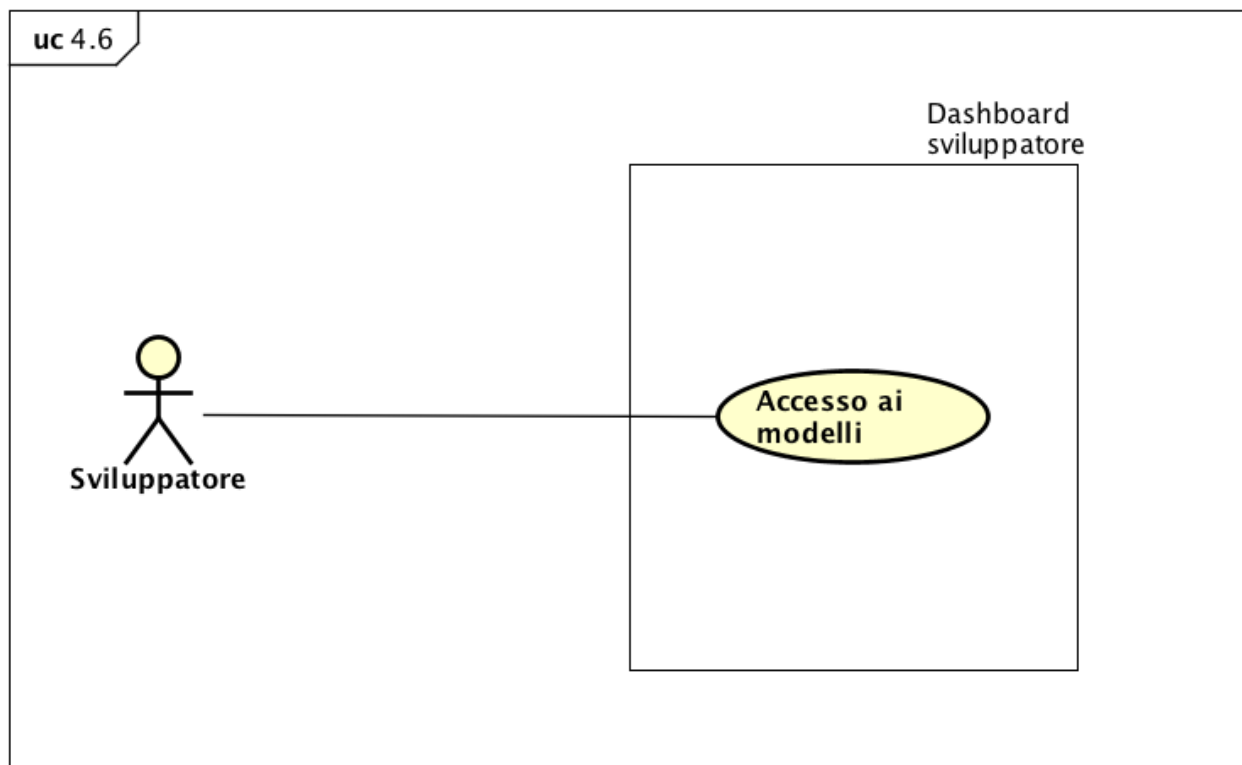 uc 4.6
Dashboard
sviluppatore
Accesso ai
modelli
Sviluppatore